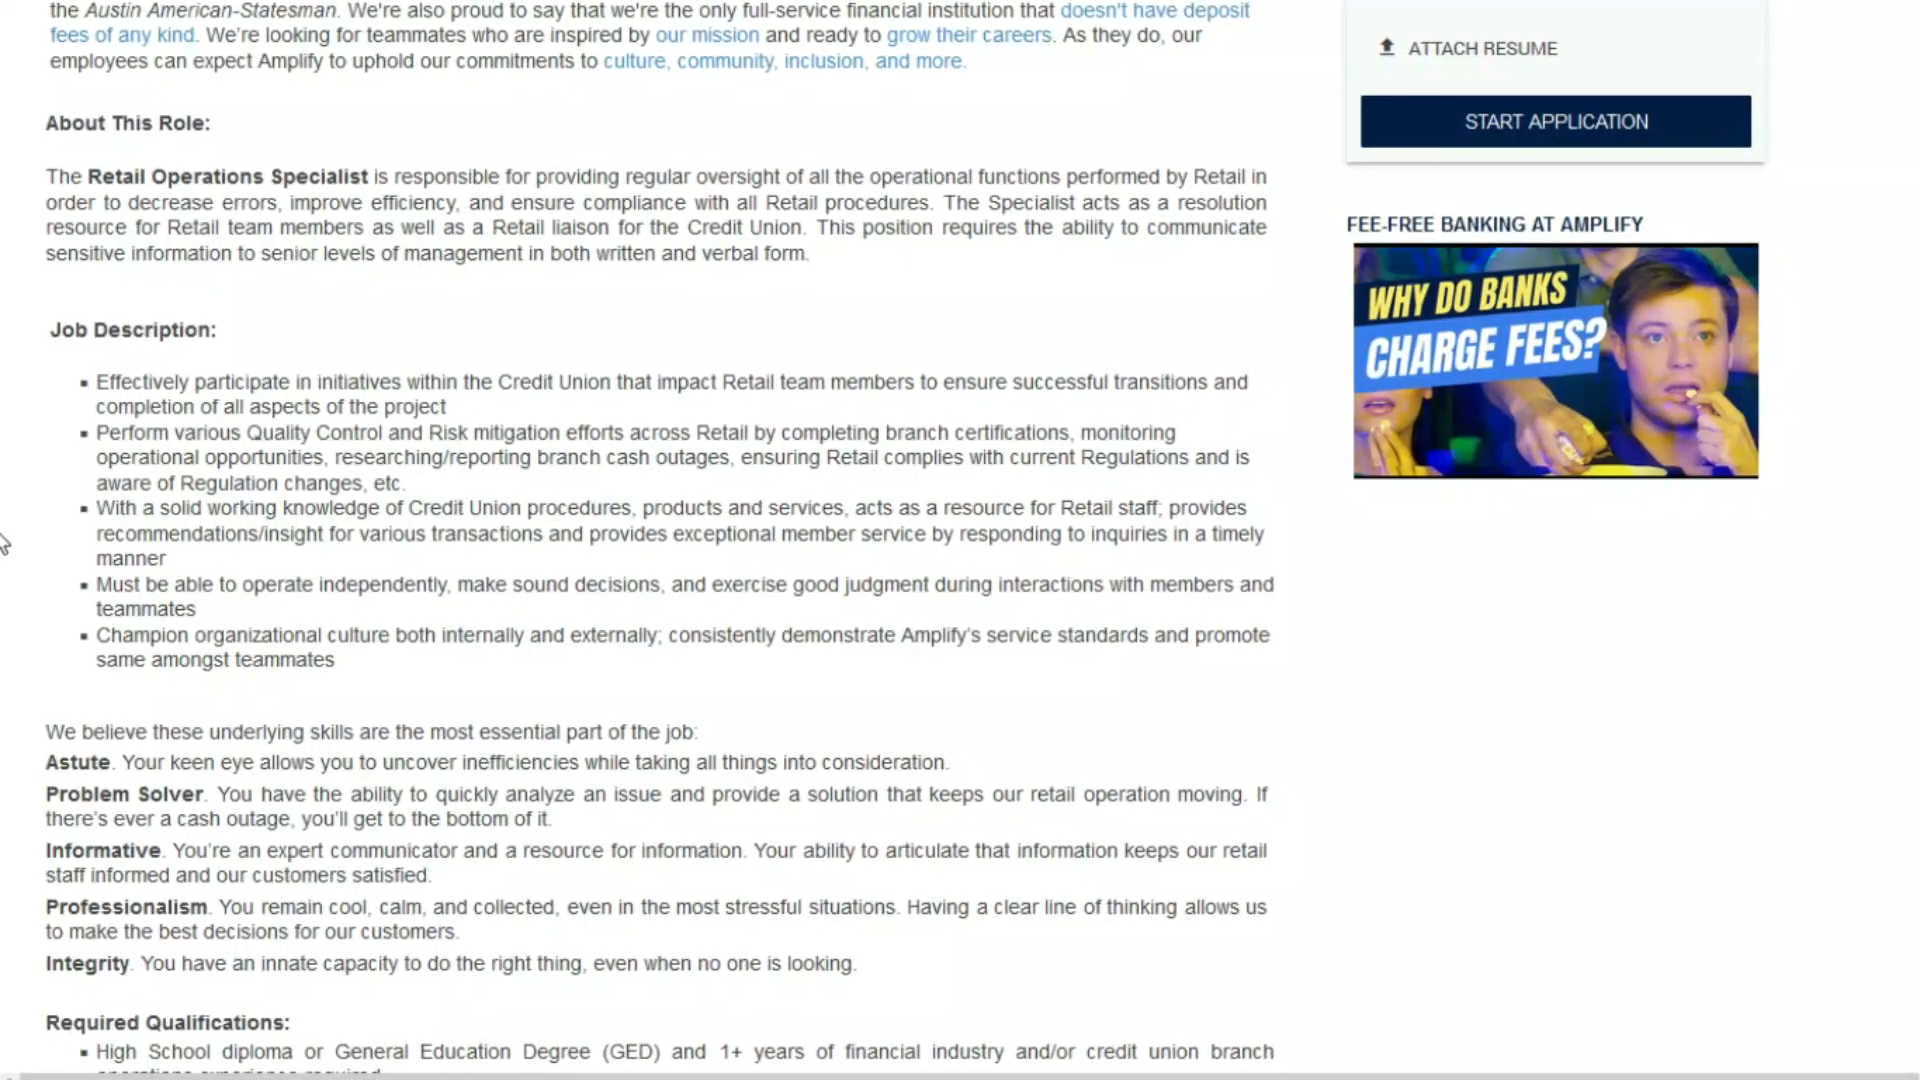 the Austin American-Statesman. We're also proud to say that we're the only full-service financial institution that doesn't have deposit
fees of any kind. We're looking for teammates who are inspired by our mission and ready to grow their careers. As they do, our
employees can expect Amplify to uphold our commitments to culture, community, inclusion, and more.
About This Role:
The Retail Operations Specialist is responsible for providing regular oversight of all the operational functions performed by Retail in
order to decrease errors, improve efficiency, and ensure compliance with all Retail procedures. The Specialist acts as a resolution
resource for Retail team members as well as a Retail liaison for the Credit Union. This position requires the ability to communicate
sensitive information to senior levels of management in both written and verbal form.
Job Description:
▪ Effectively participate in initiatives within the Credit Union that impact Retail team members to ensure successful transitions and
completion of all aspects of the project
▪ Perform various Quality Control and Risk mitigation efforts across Retail by completing branch certifications, monitoring
operational opportunities, researching/reporting branch cash outages, ensuring Retail complies with current Regulations and is
aware of Regulation changes, etc.
▪ With a solid working knowledge of Credit Union procedures, products and services, acts as a resource for Retail staff; provides
recommendations/insight for various transactions and provides exceptional member service by responding to inquiries in a timely
manner
▪ Must be able to operate independently, make sound decisions, and exercise good judgment during interactions with members and
teammates
▪ Champion organizational culture both internally and externally; consistently demonstrate Amplify's service standards and promote
same amongst teammates
We believe these underlying skills are the most essential part of the job:
Astute. Your keen eye allows you to uncover inefficiencies while taking all things into consideration.
Problem Solver. You have the ability to quickly analyze an issue and provide a solution that keeps our retail operation moving. If
there's ever a cash outage, you'll get to the bottom of it.
Informative. You're an expert communicator and a resource for information. Your ability to articulate that information keeps our retail
staff informed and our customers satisfied.
Professionalism. You remain cool, calm, and collected, even in the most stressful situations. Having a clear line of thinking allows us
to make the best decisions for our customers.
Integrity. You have an innate capacity to do the right thing, even when no one is looking.
Required Qualifications:
▪ High School diploma or General Education Degree (GED) and 1+ years of financial industry and/or credit union branch
operations experience required
ATTACH RESUME
START APPLICATION
FEE-FREE BANKING AT AMPLIFY
WHY DO BANKS
CHARGE FEES?